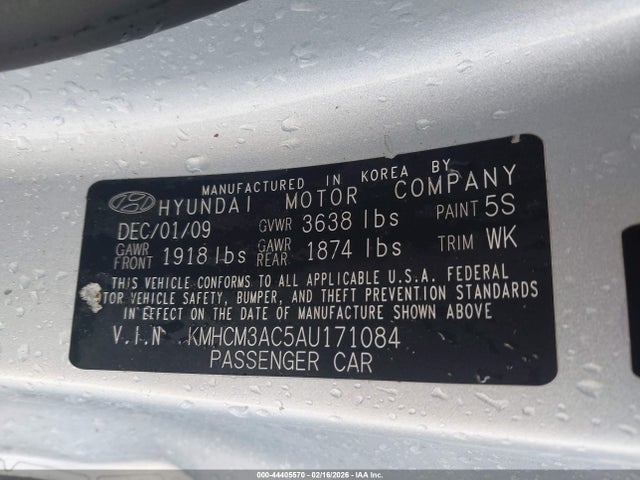 MANUFACTURED IN KOREA BY
HYUNDAI MOTOR COMPANY
DEC/01/09 GVWR 3638 lbs PAINT 5S
GAWR FRONT 1918 lbs GAWR REAR 1874 lbs TRIM WK
THIS VEHICLE CONFORMS TO ALL APPLICABLE U.S.A. FEDERAL
TOR VEHICLE SAFETY, BUMPER, AND THEFT PREVENTION STANDARDS
IN EFFECT ON THE DATE OF MANUFACTURE SHOWN ABOVE
V.I.N KMHCM3AC5AU171084
PASSENGER CAR
000-44405570 - 02/16/2026 - IAA Inc.